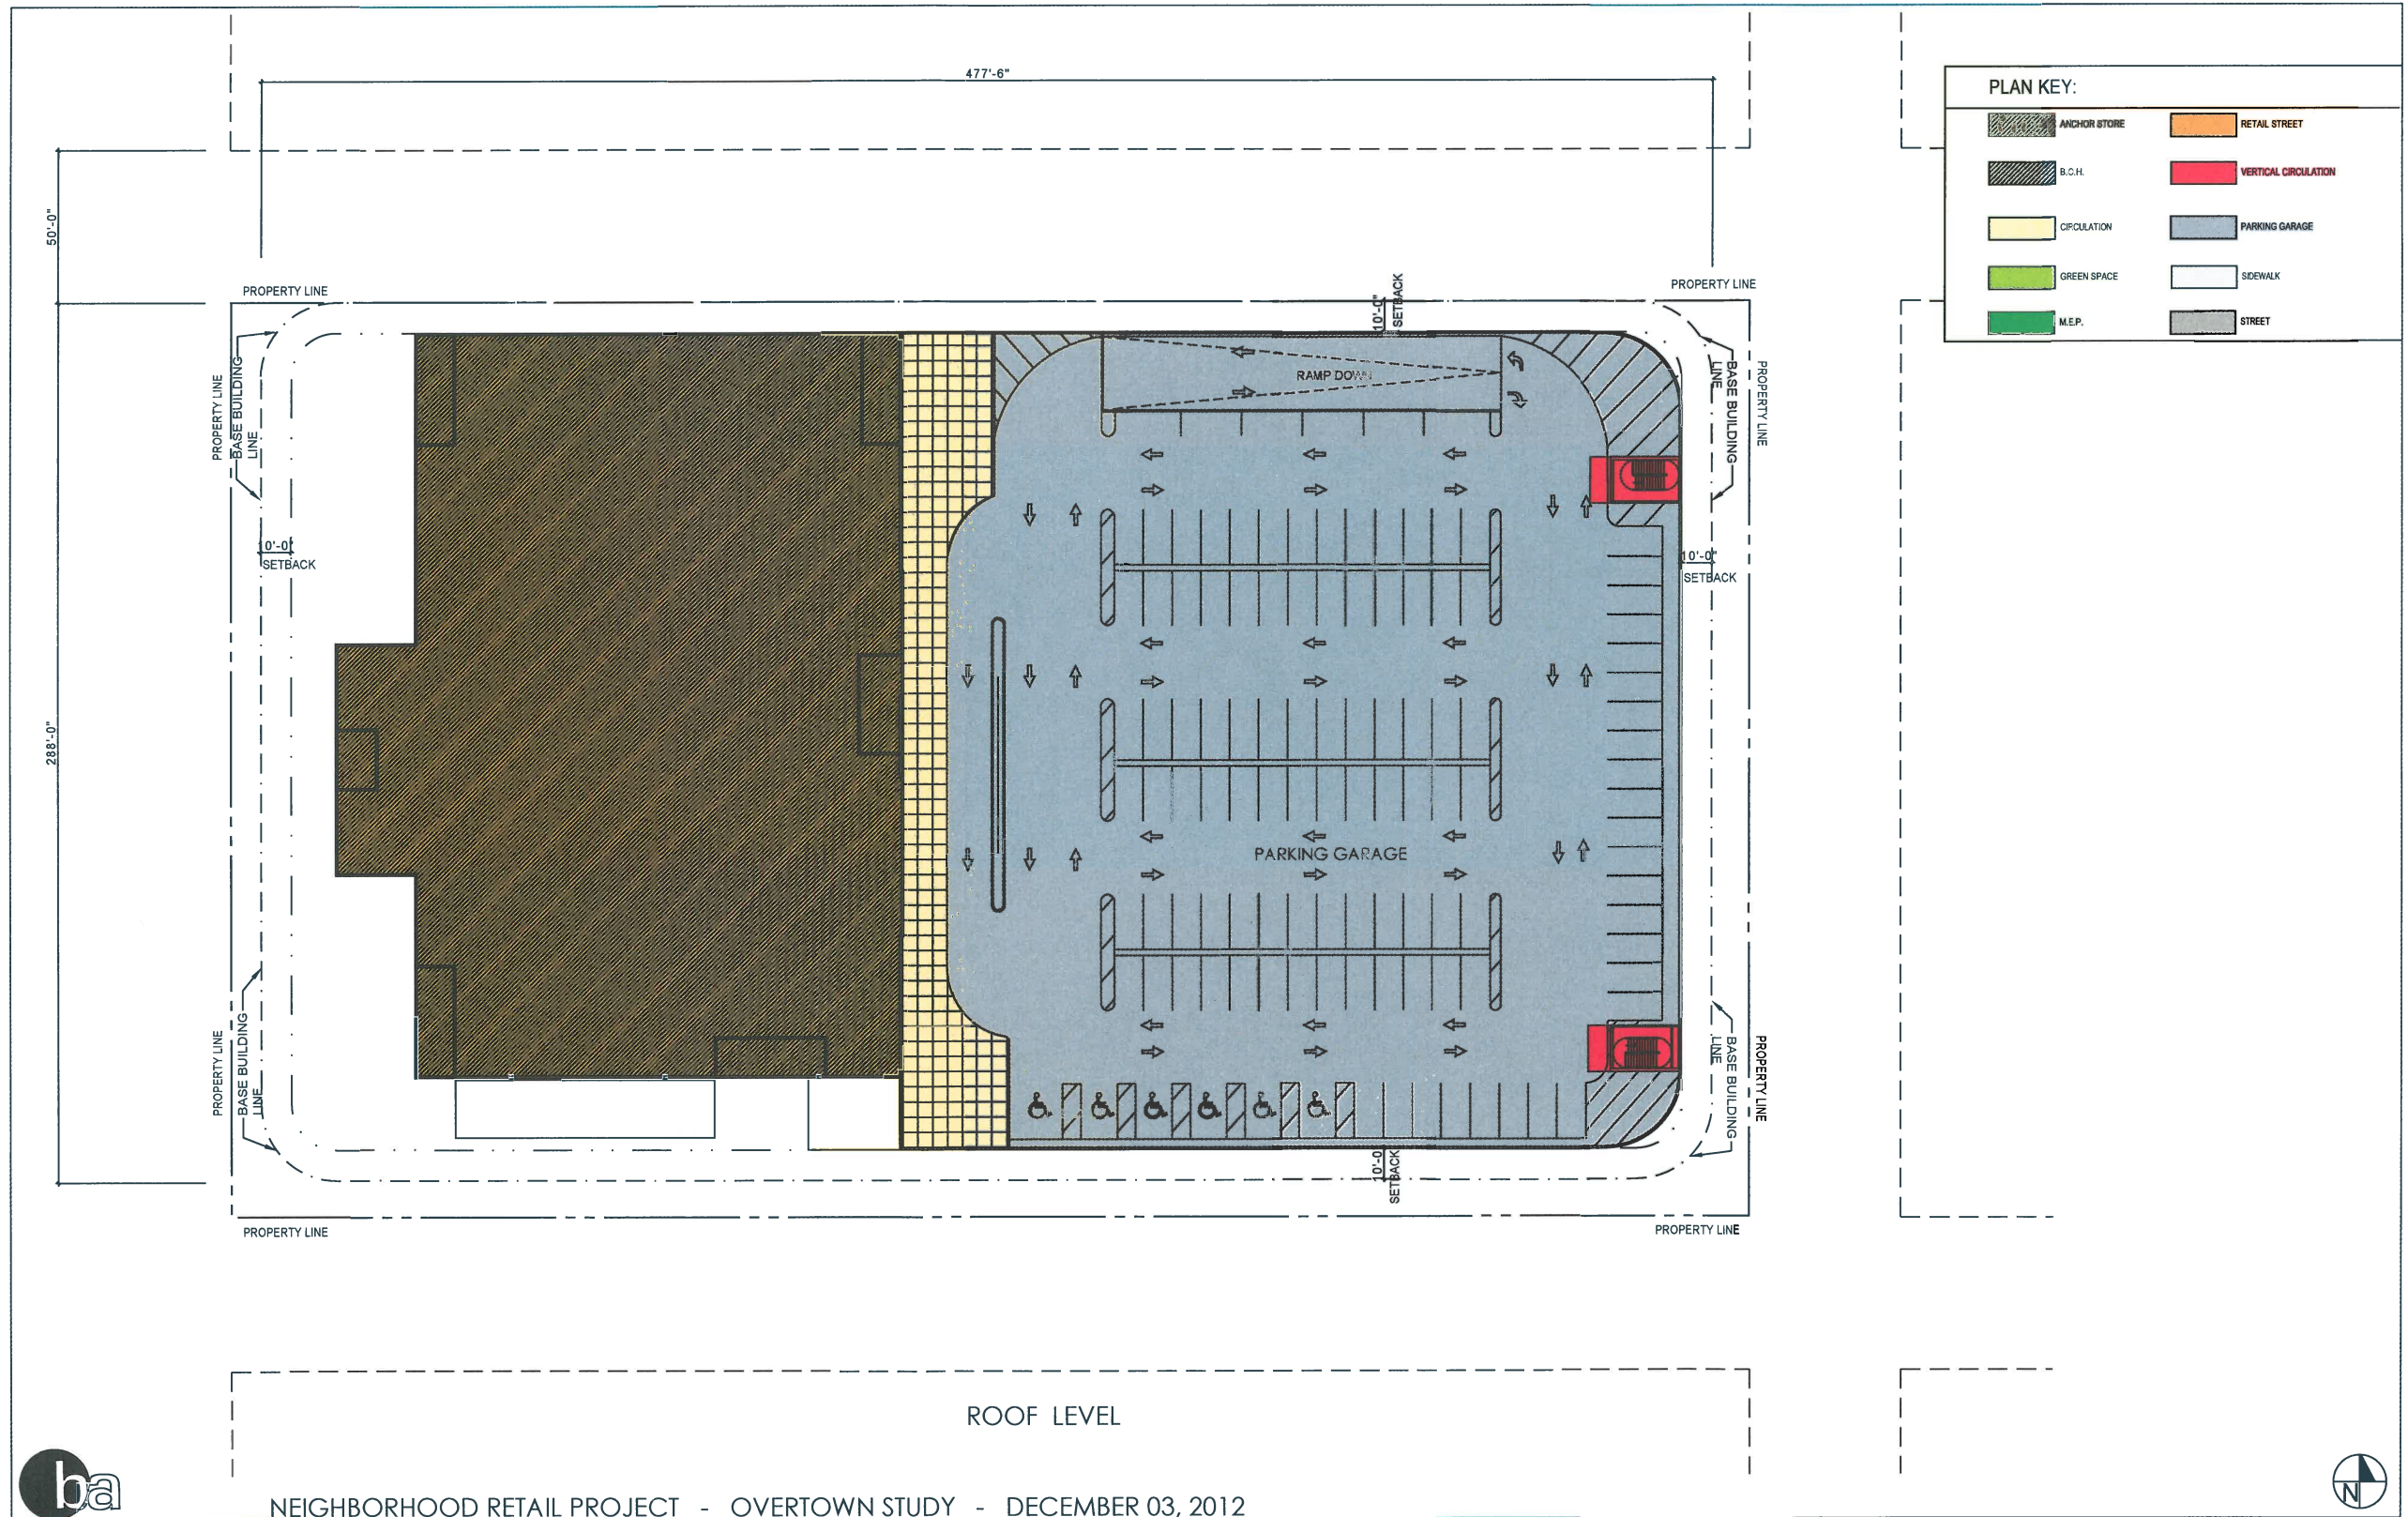 477'-6"
PLAN KEY:
ANCHOR STORE
RETAIL STREET
B.O.H.
VERTICAL CIRCULATION
CIRCULATION
PARKING GARAGE
GREEN SPACE
SIDEWALK
M.E.P.
STREET
50'-0"
PROPERTY LINE
10'-0"
SETBACK
PROPERTY LINE
PROPERTY LINE
BASE BUILDING
LINE
RAMP DOWN
BASE BUILDING
LINE
PROPERTY LINE
10'-0"
SETBACK
10'-0"
SETBACK
288'-0"
PARKING GARAGE
PROPERTY LINE
BASE BUILDING
LINE
BASE BUILDING
LINE
PROPERTY LINE
10'-0
SETBACK
PROPERTY LINE
PROPERTY LINE
ROOF LEVEL
ba
N
NEIGHBORHOOD RETAIL PROJECT - OVERTOWN STUDY - DECEMBER 03, 2012